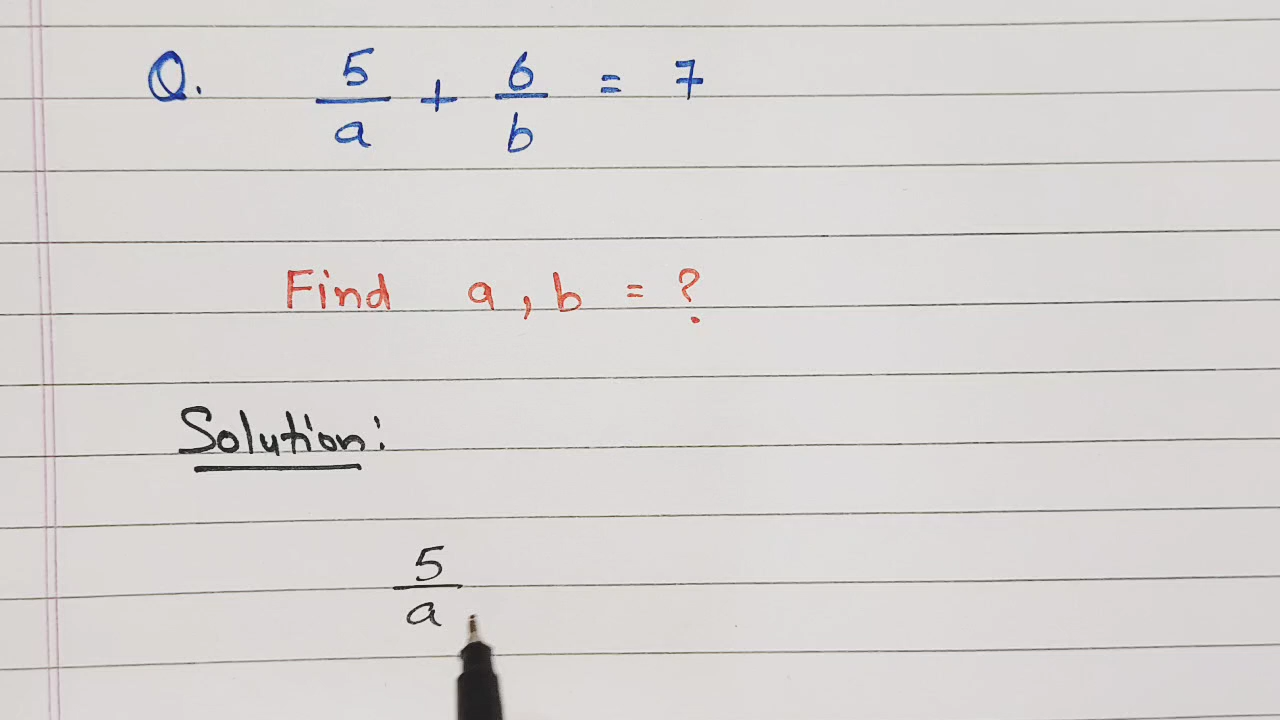 Q. 5/a + 6/b = 7
Find a, b = ?
Solution:
5/a